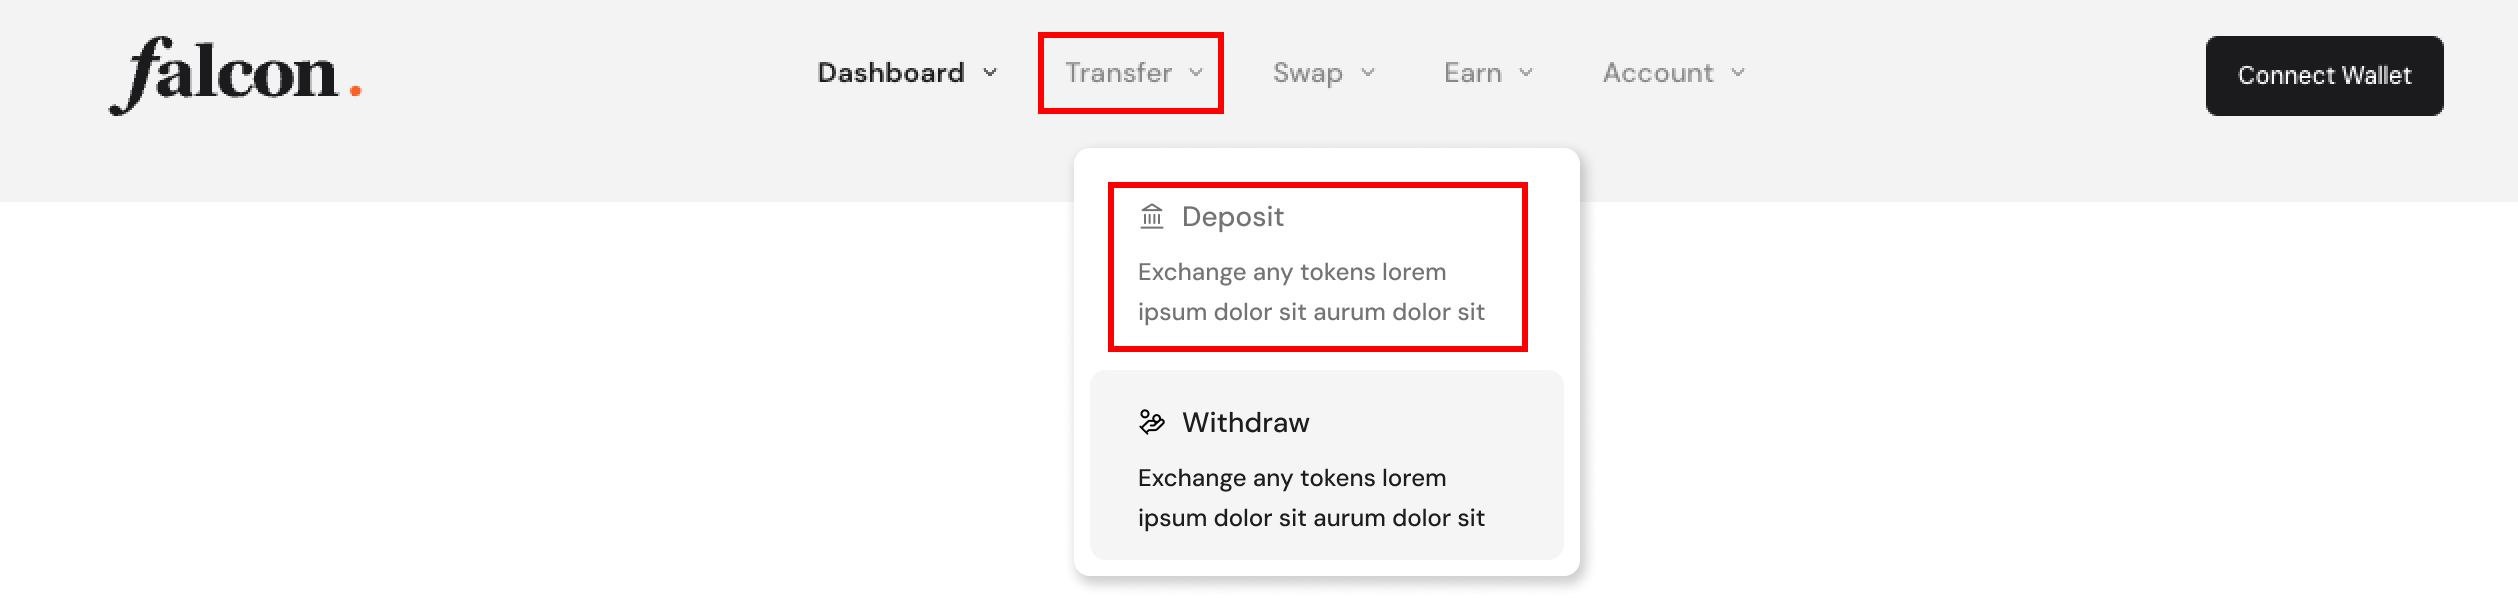 falcon.
Dashboard
Transfer
Swap
Earn
Account
Connect Wallet
Deposit
Exchange any tokens lorem
ipsum dolor sit aurum dolor sit
Withdraw
Exchange any tokens lorem
ipsum dolor sit aurum dolor sit